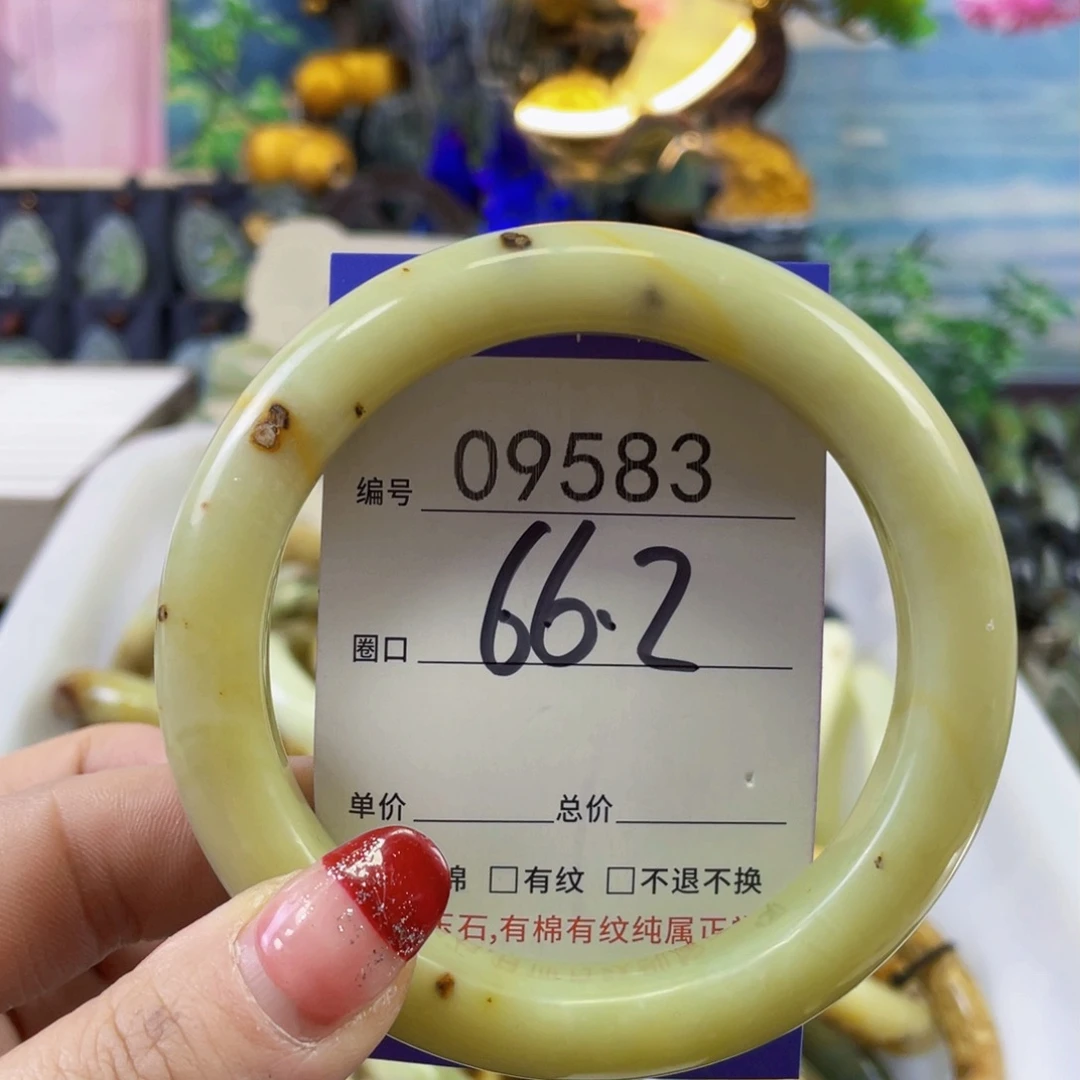 编号 09583
圈口 66.2
单价 总价
棉 □有纹 □不退不换
玉石,有棉有纹纯属正